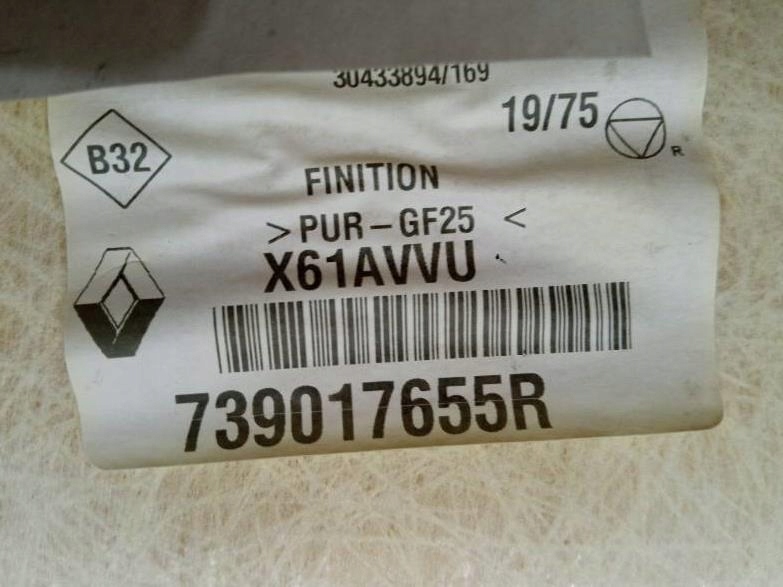 30433894/169
19/75
B32
R
FINITION
>PUR-GF25 <
X61AVVU
739017655R